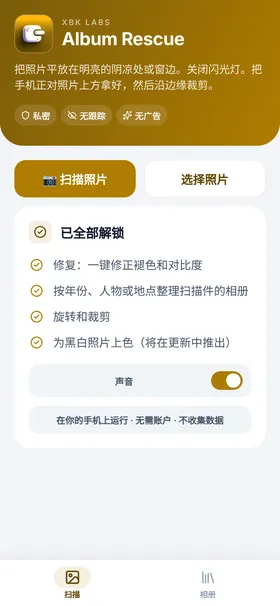 XBK LABS
Album Rescue
把照片平放在明亮的阴凉处或窗边。关闭闪光灯。把
手机正对照片上方拿好，然后沿边缘裁剪。
私密
无跟踪
无广告
扫描照片
选择照片
已全部解锁
修复：一键修正褪色和对比度
按年份、人物或地点整理扫描件的相册
旋转和裁剪
为黑白照片上色（将在更新中推出）
声音
在你的手机上运行 · 无需账户 · 不收集数据
扫描
相册